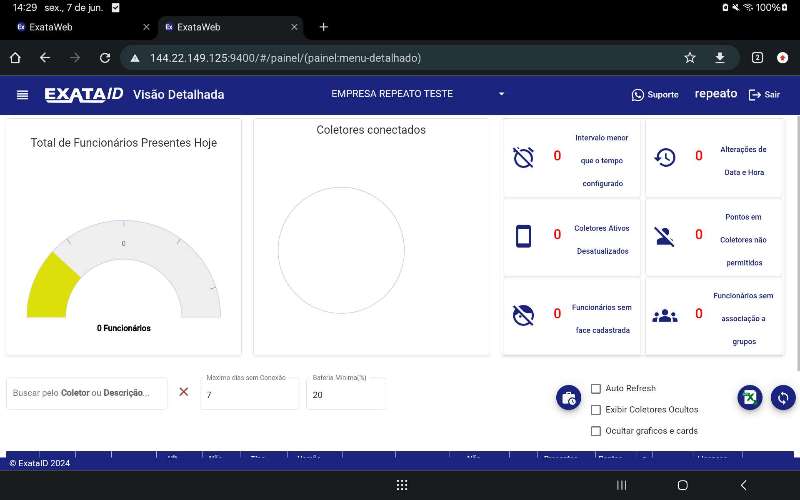 14:29 sex., 7 de jun.
100%
ExataWeb
ExataWeb
144.22.149.125:9400/#/painel/(painel:menu-detalhado)
2
EXATAID Visão Detalhada
EMPRESA REPEATO TESTE
Suporte
repeato
Sair
Total de Funcionários Presentes Hoje
0
0 Funcionários
Coletores conectados
0
Intervalo menor
que o tempo
configurado
0
Alterações de
Data e Hora
0
Coletores Ativos
Desatualizados
0
Pontos em
Coletores não
permitidos
0
Funcionários sem
face cadastrada
0
Funcionários sem
associação a
grupos
Buscar pelo Coletor ou Descrição...
Máximo dias sem Conexão
7
Bateria Mínima(%)
20
Auto Refresh
Exibir Coletores Ocultos
Ocultar graficos e cards
© ExataID 2024